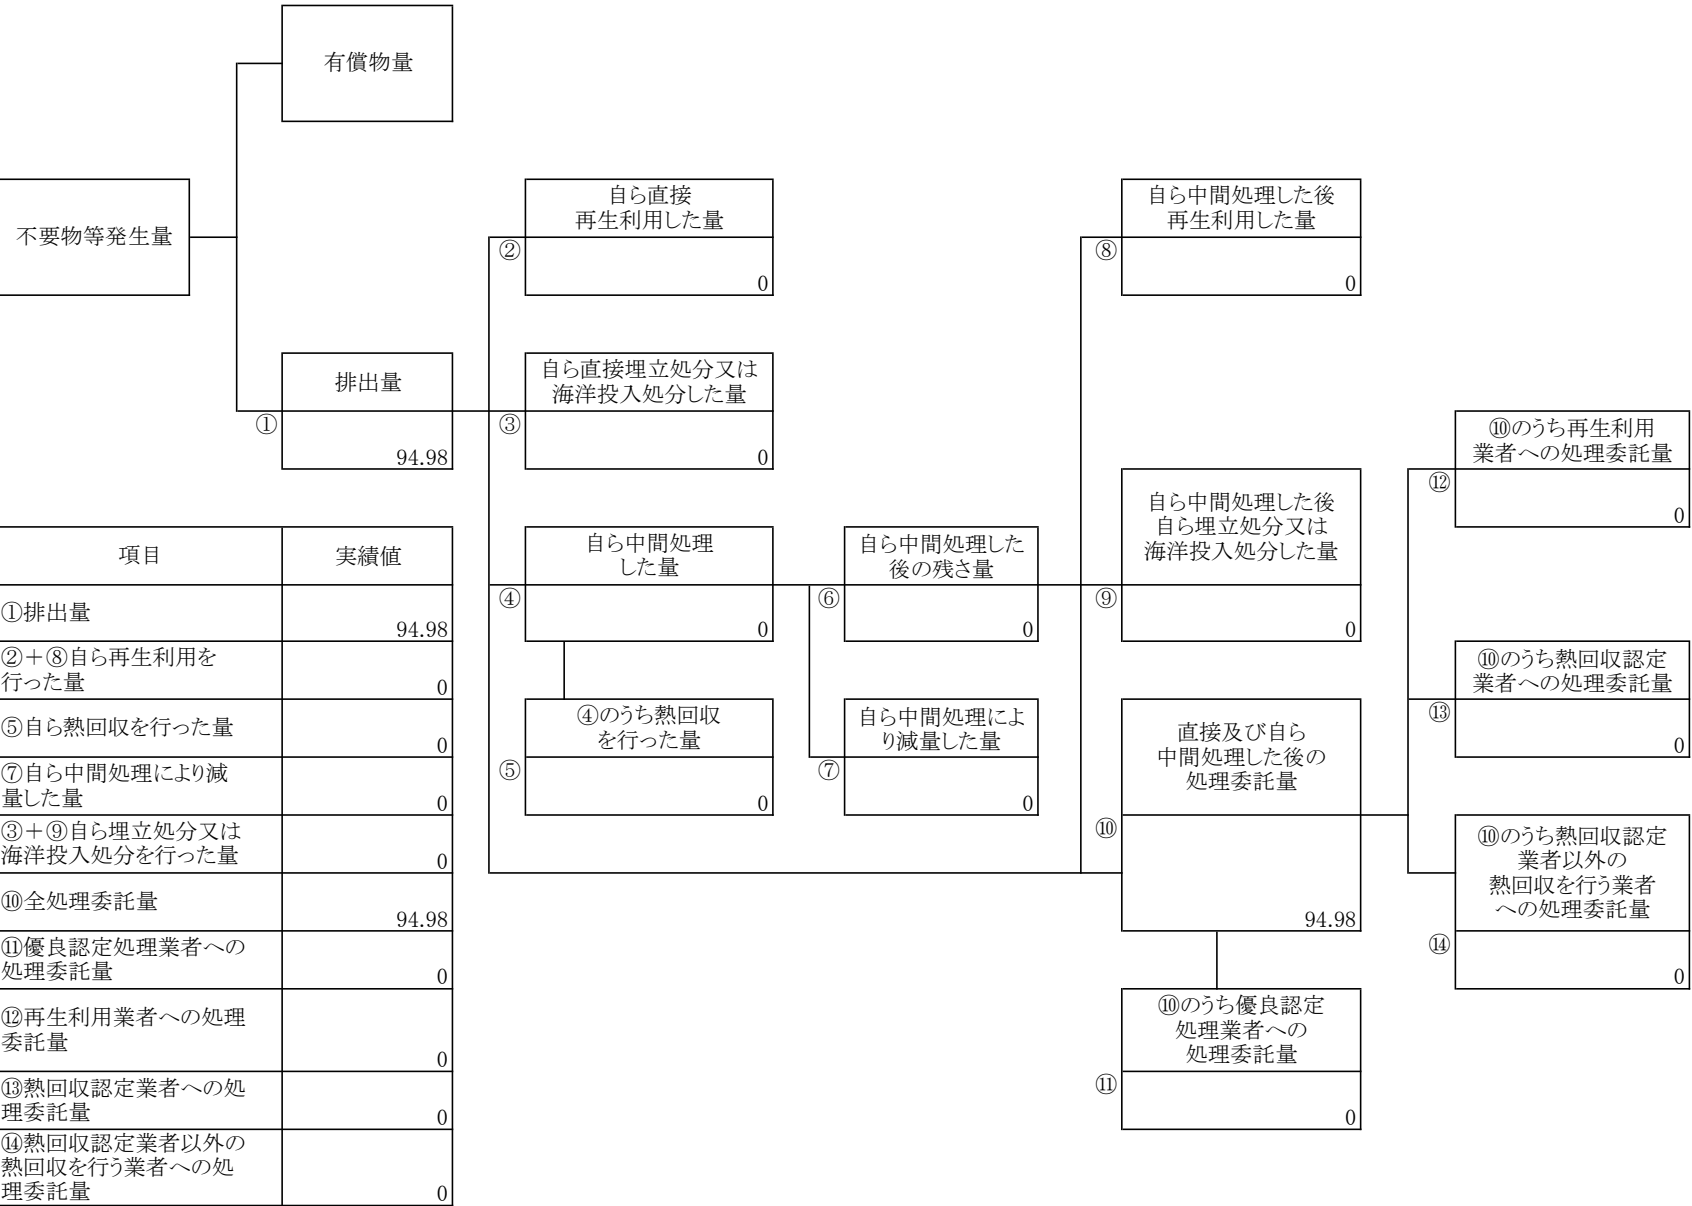 有償物量
不要物等発生量
自ら直接
再生利用した量
②
0
自ら中間処理した後
再生利用した量
⑧
0
排出量
①
94.98
自ら直接埋立処分又は
海洋投入処分した量
③
0
⑩のうち再生利用
業者への処理委託量
⑫
0
自ら中間処理した後
自ら埋立処分又は
海洋投入処分した量
⑨
0
自ら中間処理
した量
④
0
自ら中間処理した
後の残さ量
⑥
0
④のうち熱回収
を行った量
⑤
0
自ら中間処理によ
り減量した量
⑦
0
直接及び自ら
中間処理した後の
処理委託量
⑩
94.98
⑩のうち熱回収認定
業者への処理委託量
⑬
0
⑩のうち熱回収認定
業者以外の
熱回収を行う業者
への処理委託量
⑭
0
⑩のうち優良認定
処理業者への
処理委託量
⑪
0
項目 実績値
①排出量
94.98
②＋⑧自ら再生利用を
行った量
0
⑤自ら熱回収を行った量
0
⑦自ら中間処理により減
量した量
0
③＋⑨自ら埋立処分又は
海洋投入処分を行った量
0
⑩全処理委託量
94.98
⑪優良認定処理業者への
処理委託量
0
⑫再生利用業者への処理
委託量
0
⑬熱回収認定業者への処
理委託量
0
⑭熱回収認定業者以外の
熱回収を行う業者への処
理委託量
0